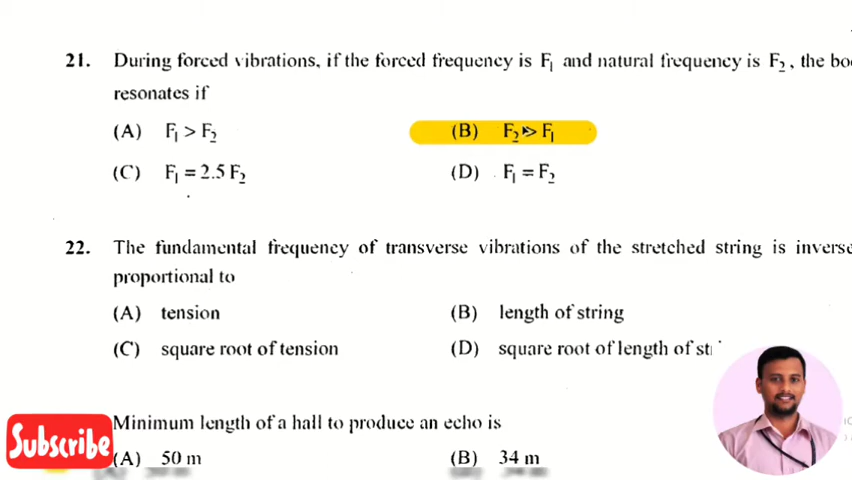 21. During forced vibrations, if the forced frequency is F₁ and natural frequency is F₂, the
resonates if
(A) F₁ > F₂ (B) F₂ > F₁
(C) F₁ = 2.5 F₂ (D) F₁ = F₂
22. The fundamental frequency of transverse vibrations of the stretched string is
proportional to
(A) tension (B) length of string
(C) square root of tension (D) square root of length of
Minimum length of a hall to produce an echo is
Subscribe
(A) 50 m (B) 34 m